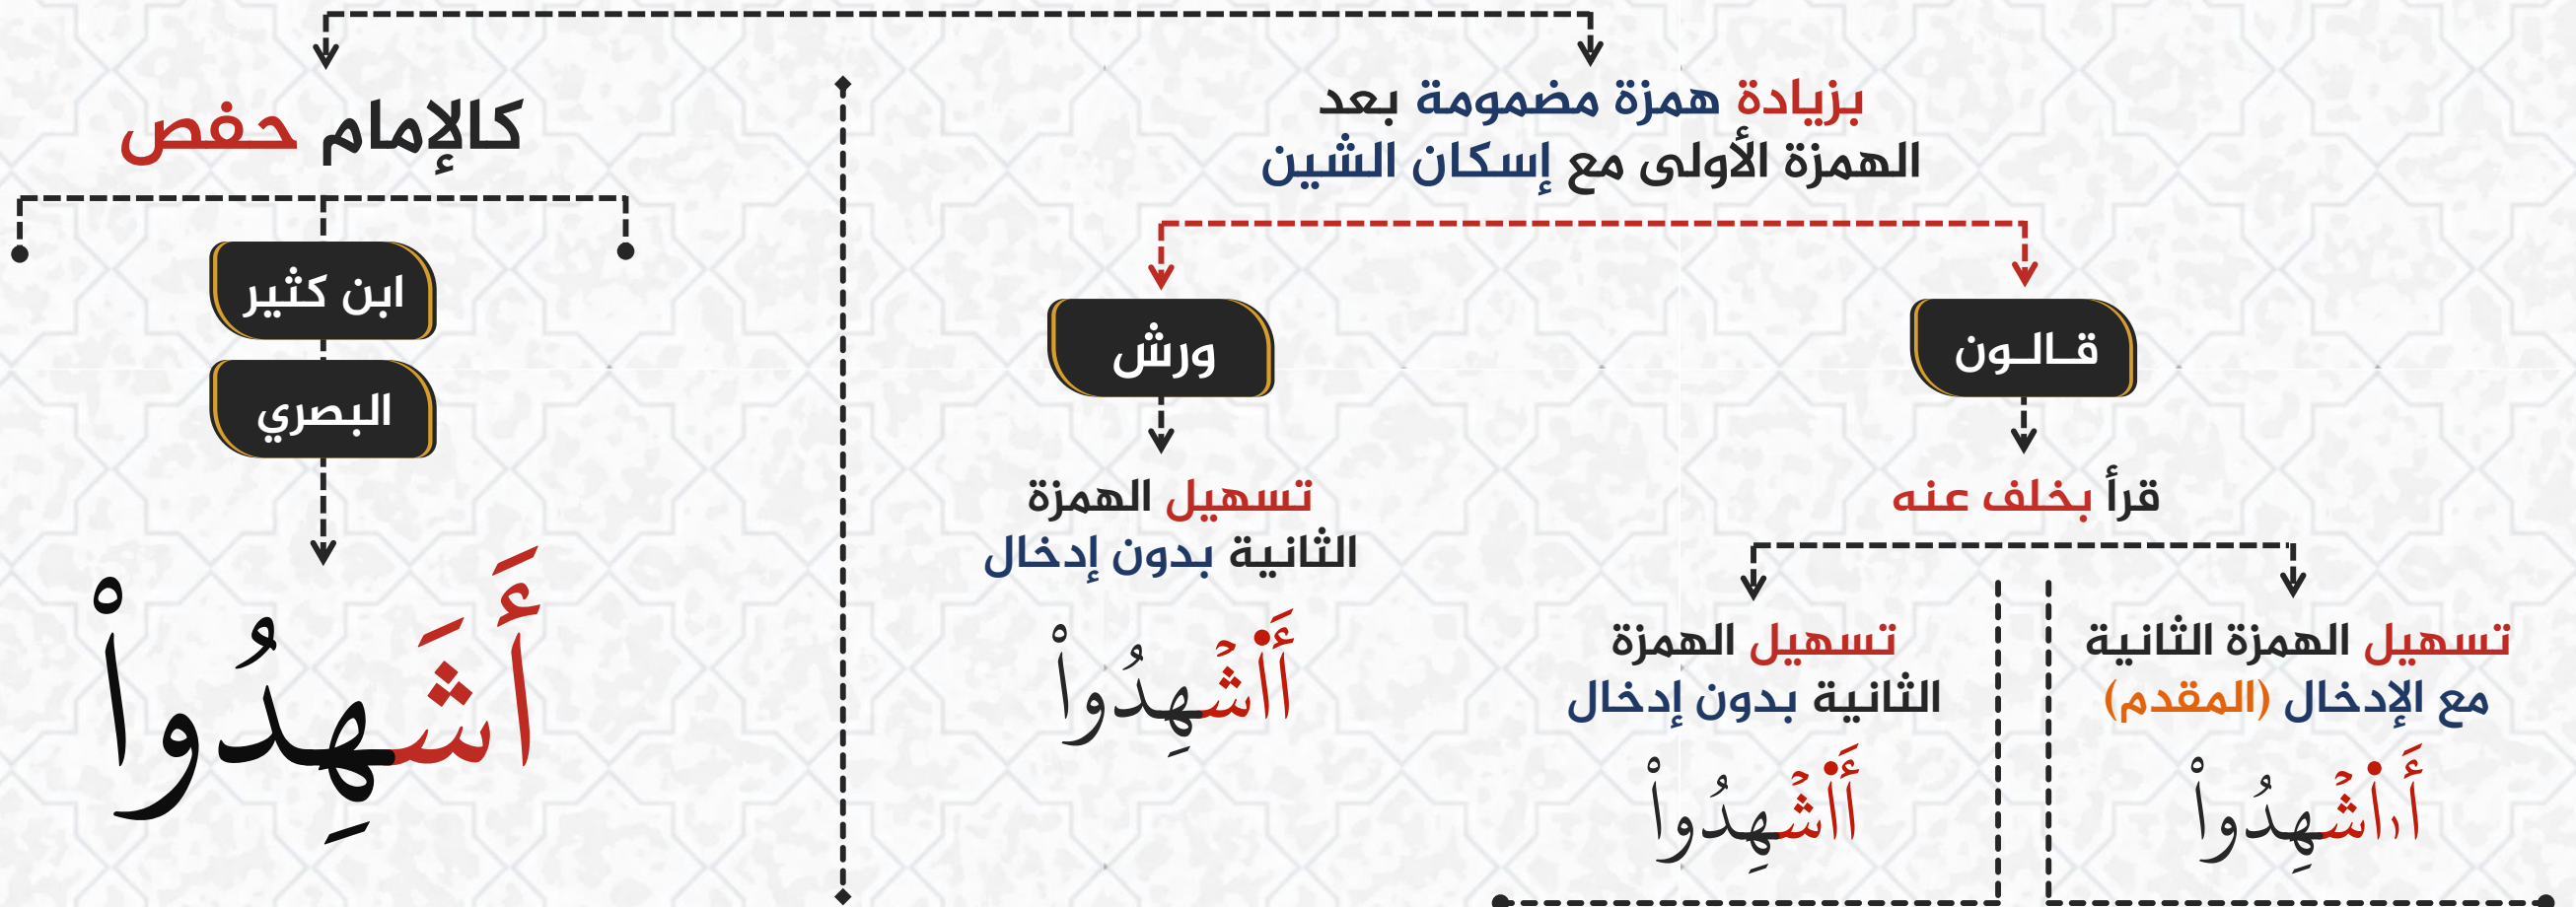 بزيادة همزة مضمومة بعد
الهمزة الأولى مع إسكان الشين
قـالـون
قرأ بخلف عنه
تسهيل الهمزة الثانية
مع الإدخال (المقدم)
أَ۬اشْهِدُواْ
تسهيل الهمزة
الثانية بدون إدخال
أَا۬شْهِدُواْ
ورش
تسهيل الهمزة
الثانية بدون إدخال
أَا۬شْهِدُواْ
كالإمام حفص
ابن كثير
البصري
أَشَهِدُواْ